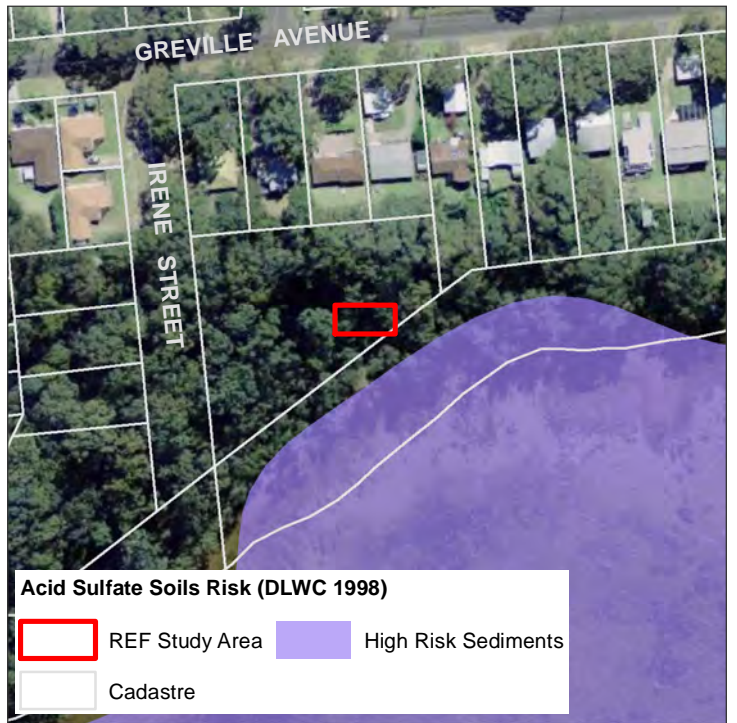 GREVILLE AVENUE
IRENE STREET
Acid Sulfate Soils Risk (DLWC 1998)
REF Study Area
High Risk Sediments
Cadastre